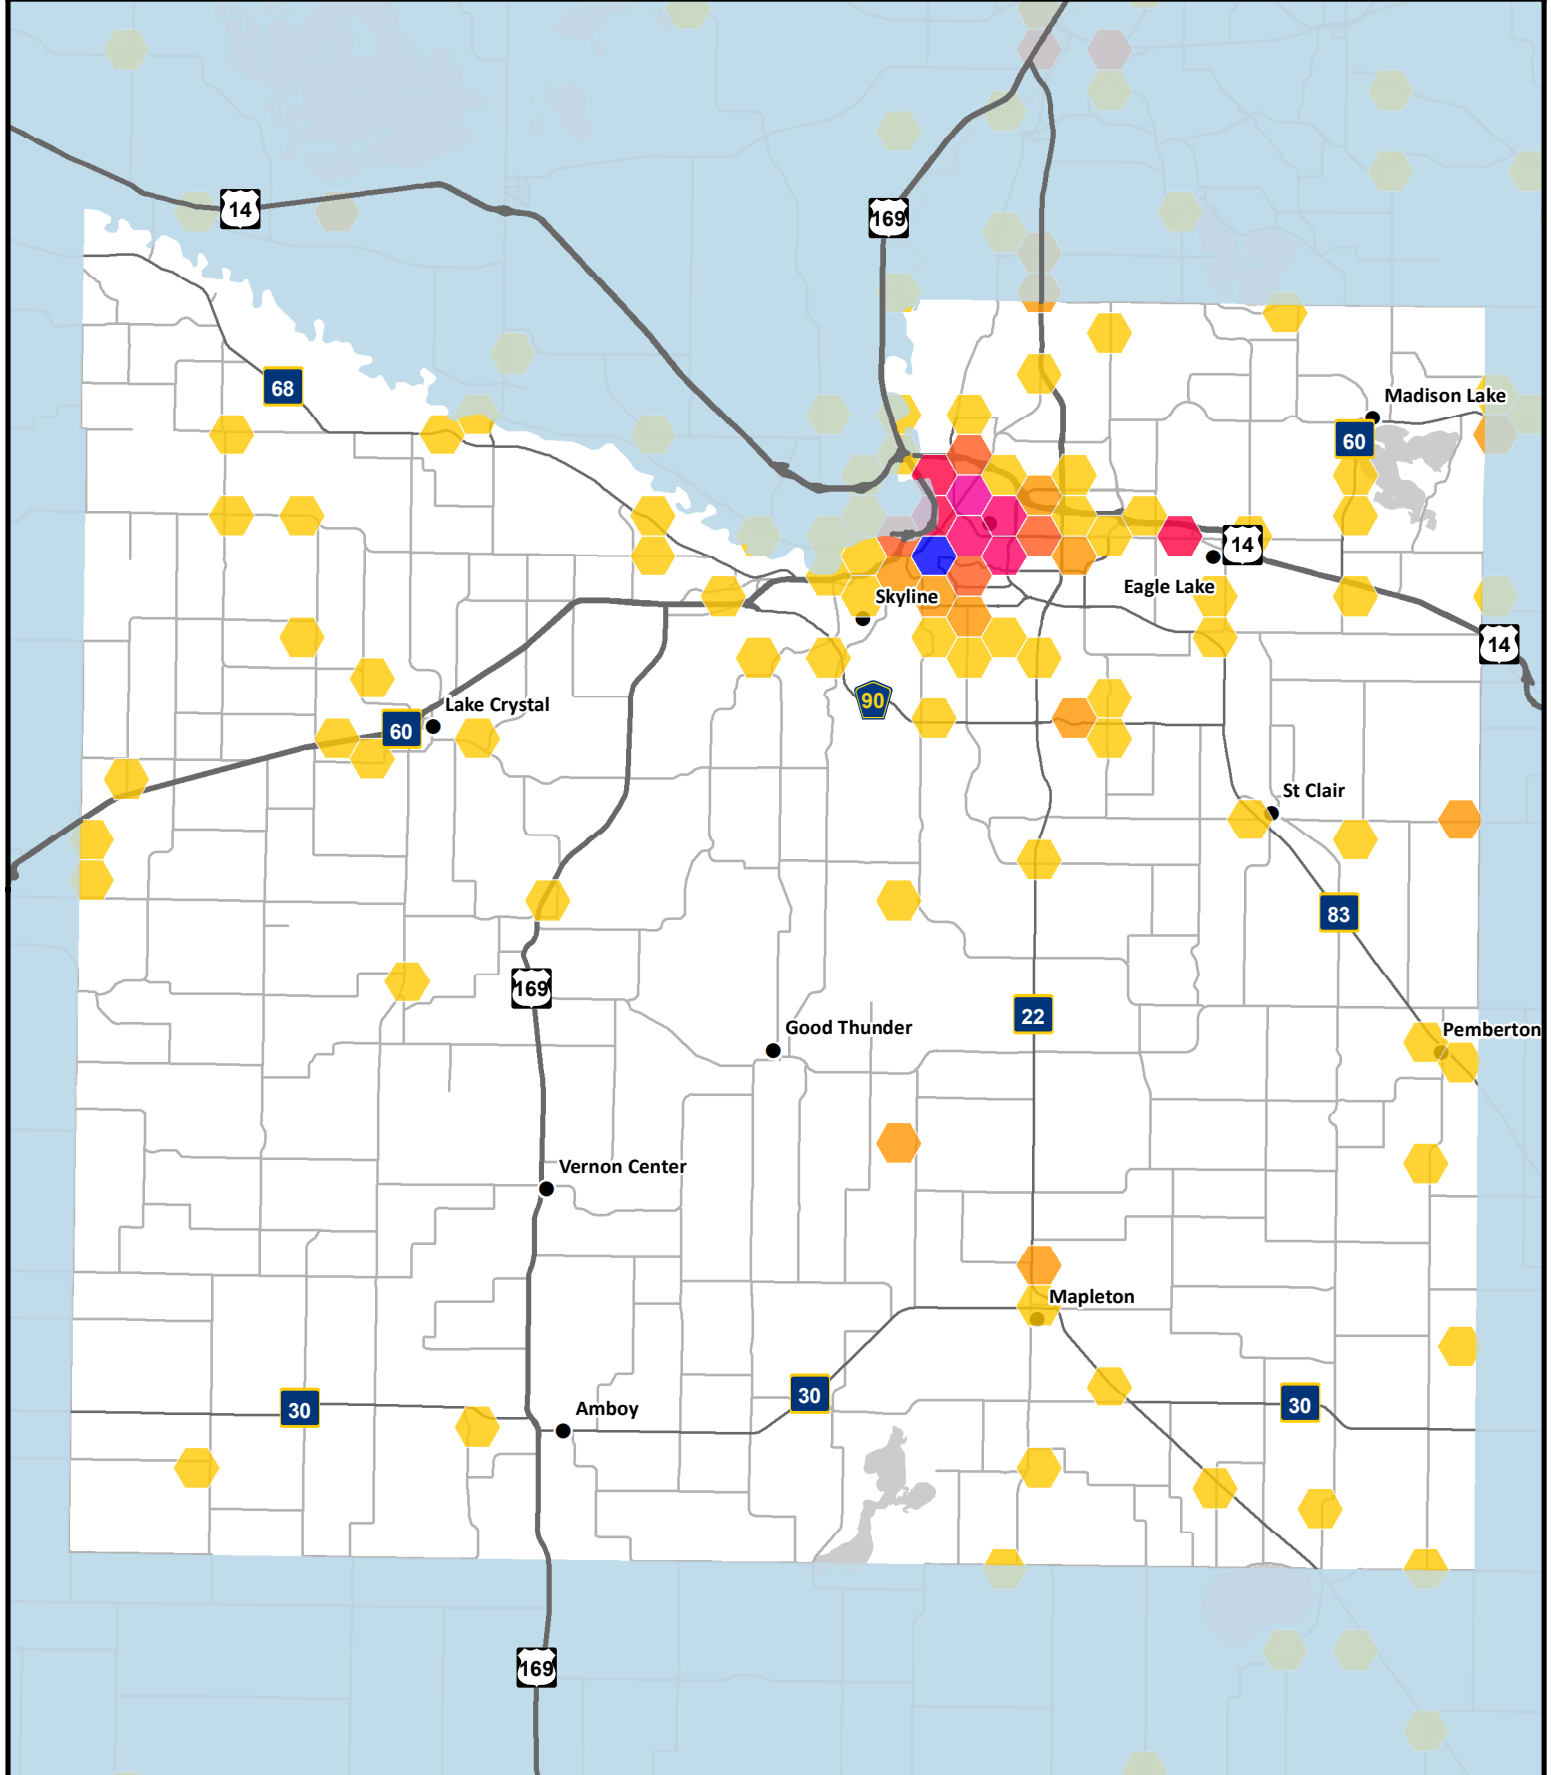 14
169
68
Madison Lake
60
14
Eagle Lake
Skyline
14
90
Lake Crystal
60
St Clair
83
169
22
Good Thunder
Pemberton
Vernon Center
Mapleton
30
30
30
Amboy
169